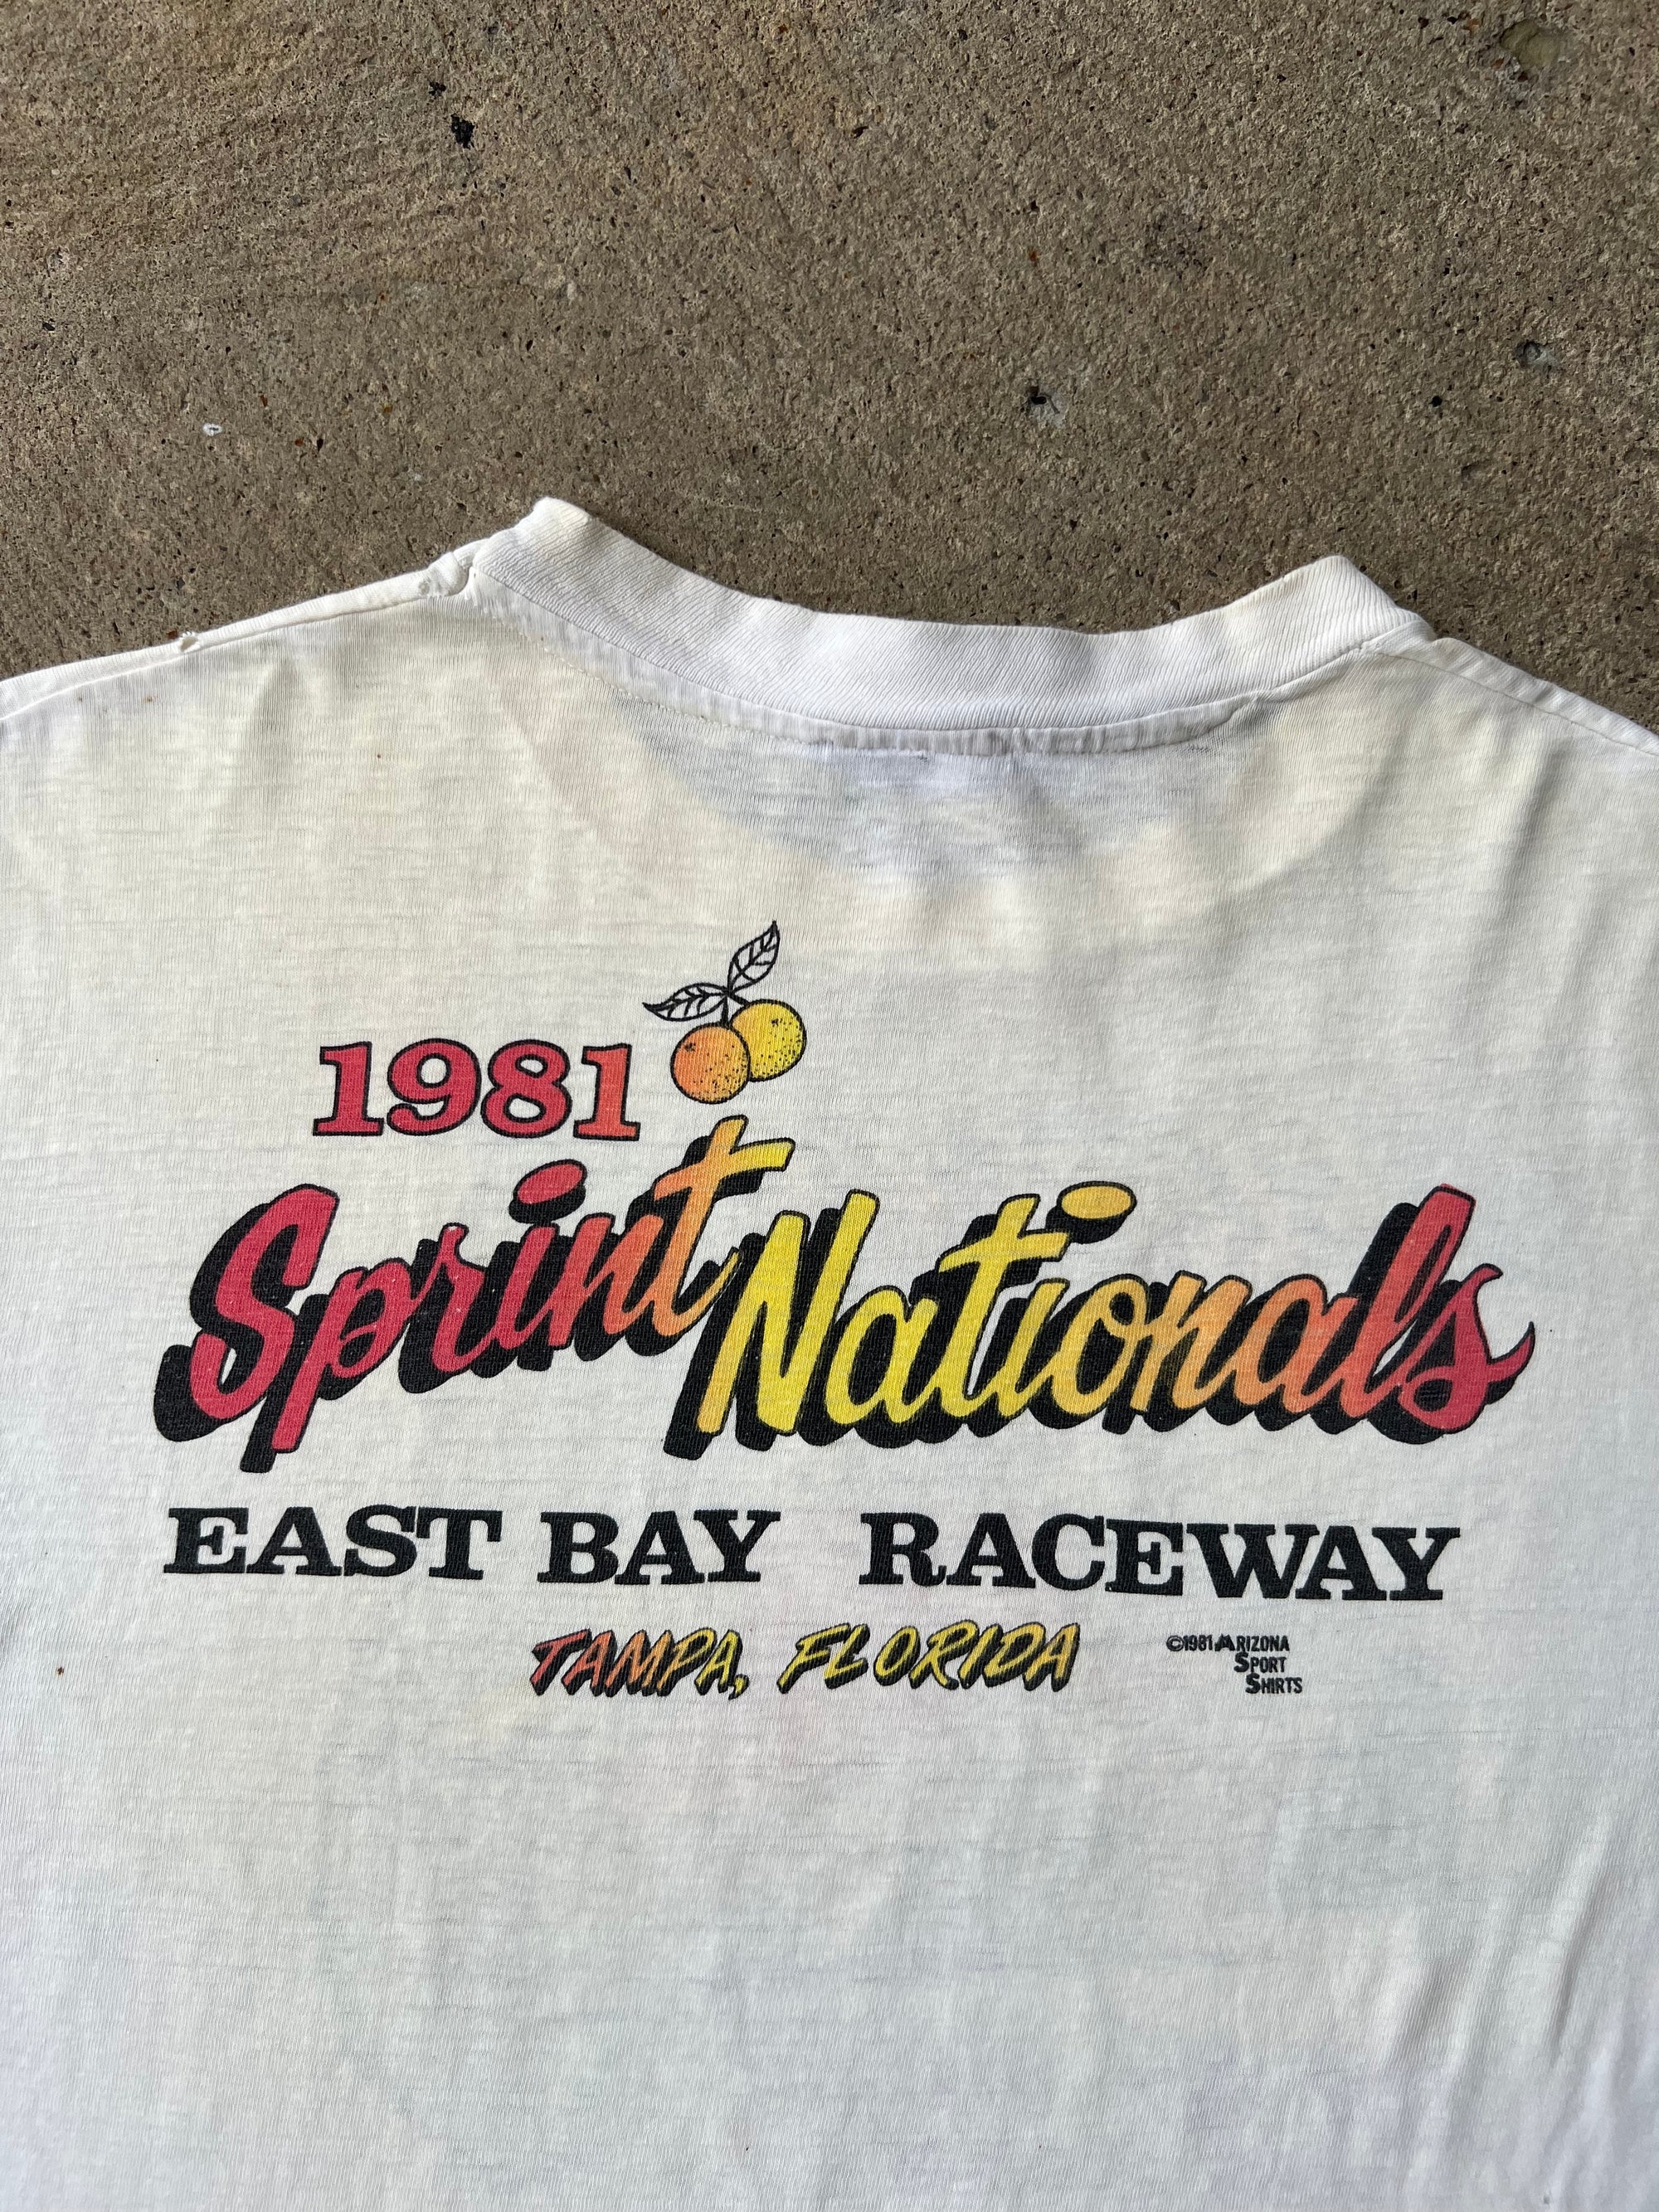 1981
Sprint Nationals
EAST BAY RACEWAY
TAMPA, FLORIDA
©1981 ARIZONA
SPORT
SHIRTS